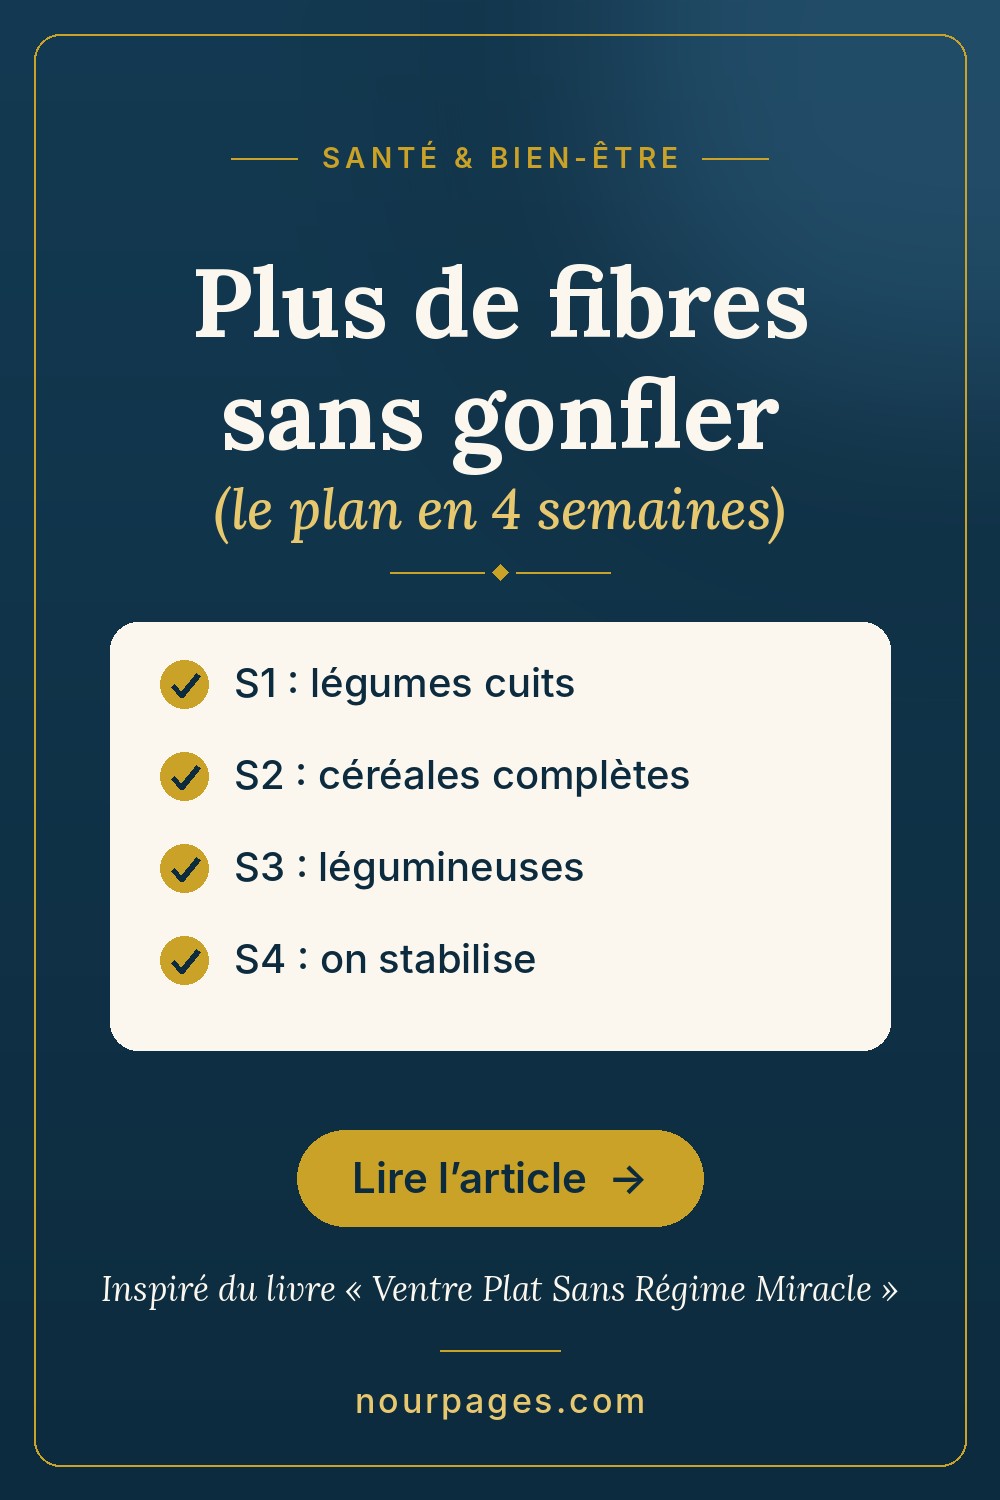 SANTÉ & BIEN-ÊTRE
Plus de fibres
sans gonfler
(le plan en 4 semaines)
S1 : légumes cuits
S2 : céréales complètes
S3 : légumineuses
S4 : on stabilise
Lire l’article →
Inspiré du livre « Ventre Plat Sans Régime Miracle »
nourpages.com